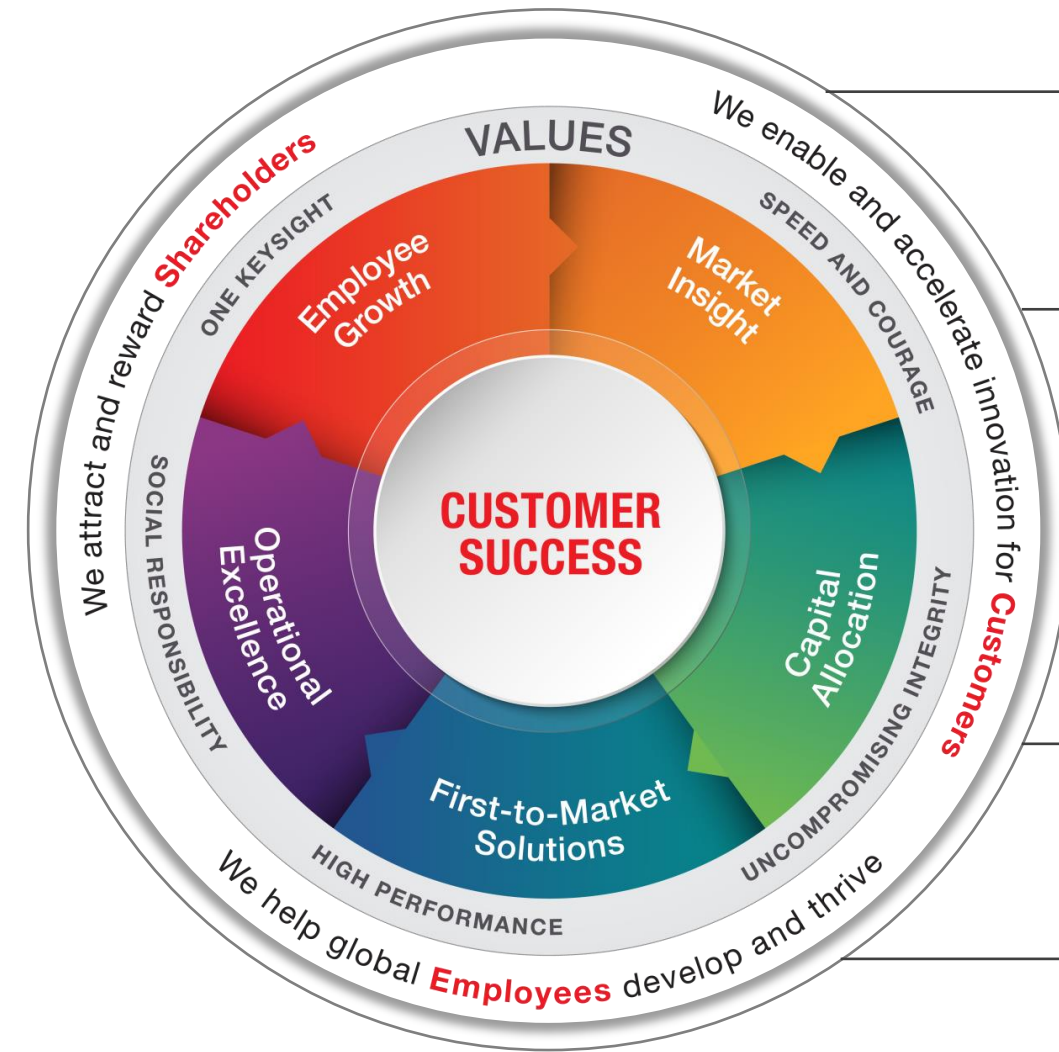 We enable and accelerate innovation for Customers
We help global Employees develop and thrive
We attract and reward Shareholders
VALUES
SPEED AND COURAGE
UNCOMPROMISING INTEGRITY
HIGH PERFORMANCE
SOCIAL RESPONSIBILITY
ONE KEYSIGHT
Market
Insight
Capital
Allocation
First-to-Market
Solutions
Operational
Excellence
Employee
Growth
CUSTOMER
SUCCESS